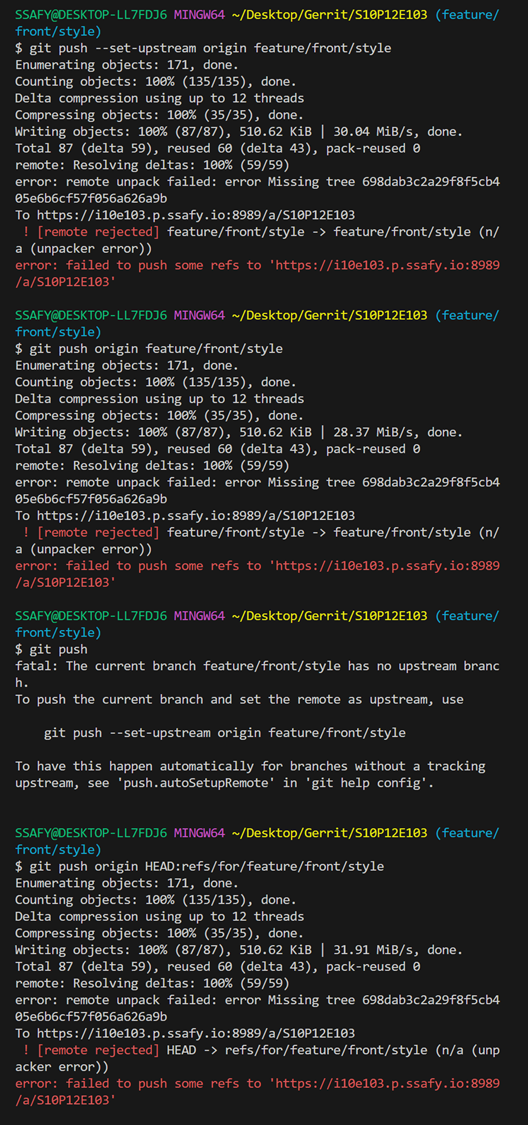 SSAFY@DESKTOP-LL7FDJ6 MINGW64 ~/Desktop/Gerrit/S10P12E103 (feature/
front/style)
$ git push --set-upstream origin feature/front/style
Enumerating objects: 171, done.
Counting objects: 100% (135/135), done.
Delta compression using up to 12 threads
Compressing objects: 100% (35/35), done.
Writing objects: 100% (87/87), 510.62 KiB | 30.04 MiB/s, done.
Total 87 (delta 59), reused 60 (delta 43), pack-reused 0
remote: Resolving deltas: 100% (59/59)
error: remote unpack failed: error Missing tree 698dab3c2a29f8f5cb4
05e6b6cf57f056a626a9b
To https://i10e103.p.ssafy.io:8989/a/S10P12E103
 ! [remote rejected] feature/front/style -> feature/front/style (n/
a (unpacker error))
error: failed to push some refs to 'https://i10e103.p.ssafy.io:8989
/a/S10P12E103'

SSAFY@DESKTOP-LL7FDJ6 MINGW64 ~/Desktop/Gerrit/S10P12E103 (feature/
front/style)
$ git push origin feature/front/style
Enumerating objects: 171, done.
Counting objects: 100% (135/135), done.
Delta compression using up to 12 threads
Compressing objects: 100% (35/35), done.
Writing objects: 100% (87/87), 510.62 KiB | 28.37 MiB/s, done.
Total 87 (delta 59), reused 60 (delta 43), pack-reused 0
remote: Resolving deltas: 100% (59/59)
error: remote unpack failed: error Missing tree 698dab3c2a29f8f5cb4
05e6b6cf57f056a626a9b
To https://i10e103.p.ssafy.io:8989/a/S10P12E103
 ! [remote rejected] feature/front/style -> feature/front/style (n/
a (unpacker error))
error: failed to push some refs to 'https://i10e103.p.ssafy.io:8989
/a/S10P12E103'

SSAFY@DESKTOP-LL7FDJ6 MINGW64 ~/Desktop/Gerrit/S10P12E103 (feature/
front/style)
$ git push
fatal: The current branch feature/front/style has no upstream branc
h.
To push the current branch and set the remote as upstream, use

    git push --set-upstream origin feature/front/style

To have this happen automatically for branches without a tracking
upstream, see 'push.autoSetupRemote' in 'git help config'.

SSAFY@DESKTOP-LL7FDJ6 MINGW64 ~/Desktop/Gerrit/S10P12E103 (feature/
front/style)
$ git push origin HEAD:refs/for/feature/front/style
Enumerating objects: 171, done.
Counting objects: 100% (135/135), done.
Delta compression using up to 12 threads
Compressing objects: 100% (35/35), done.
Writing objects: 100% (87/87), 510.62 KiB | 31.91 MiB/s, done.
Total 87 (delta 59), reused 60 (delta 43), pack-reused 0
remote: Resolving deltas: 100% (59/59)
error: remote unpack failed: error Missing tree 698dab3c2a29f8f5cb4
05e6b6cf57f056a626a9b
To https://i10e103.p.ssafy.io:8989/a/S10P12E103
 ! [remote rejected] HEAD -> refs/for/feature/front/style (n/a (unp
acker error))
error: failed to push some refs to 'https://i10e103.p.ssafy.io:8989
/a/S10P12E103'